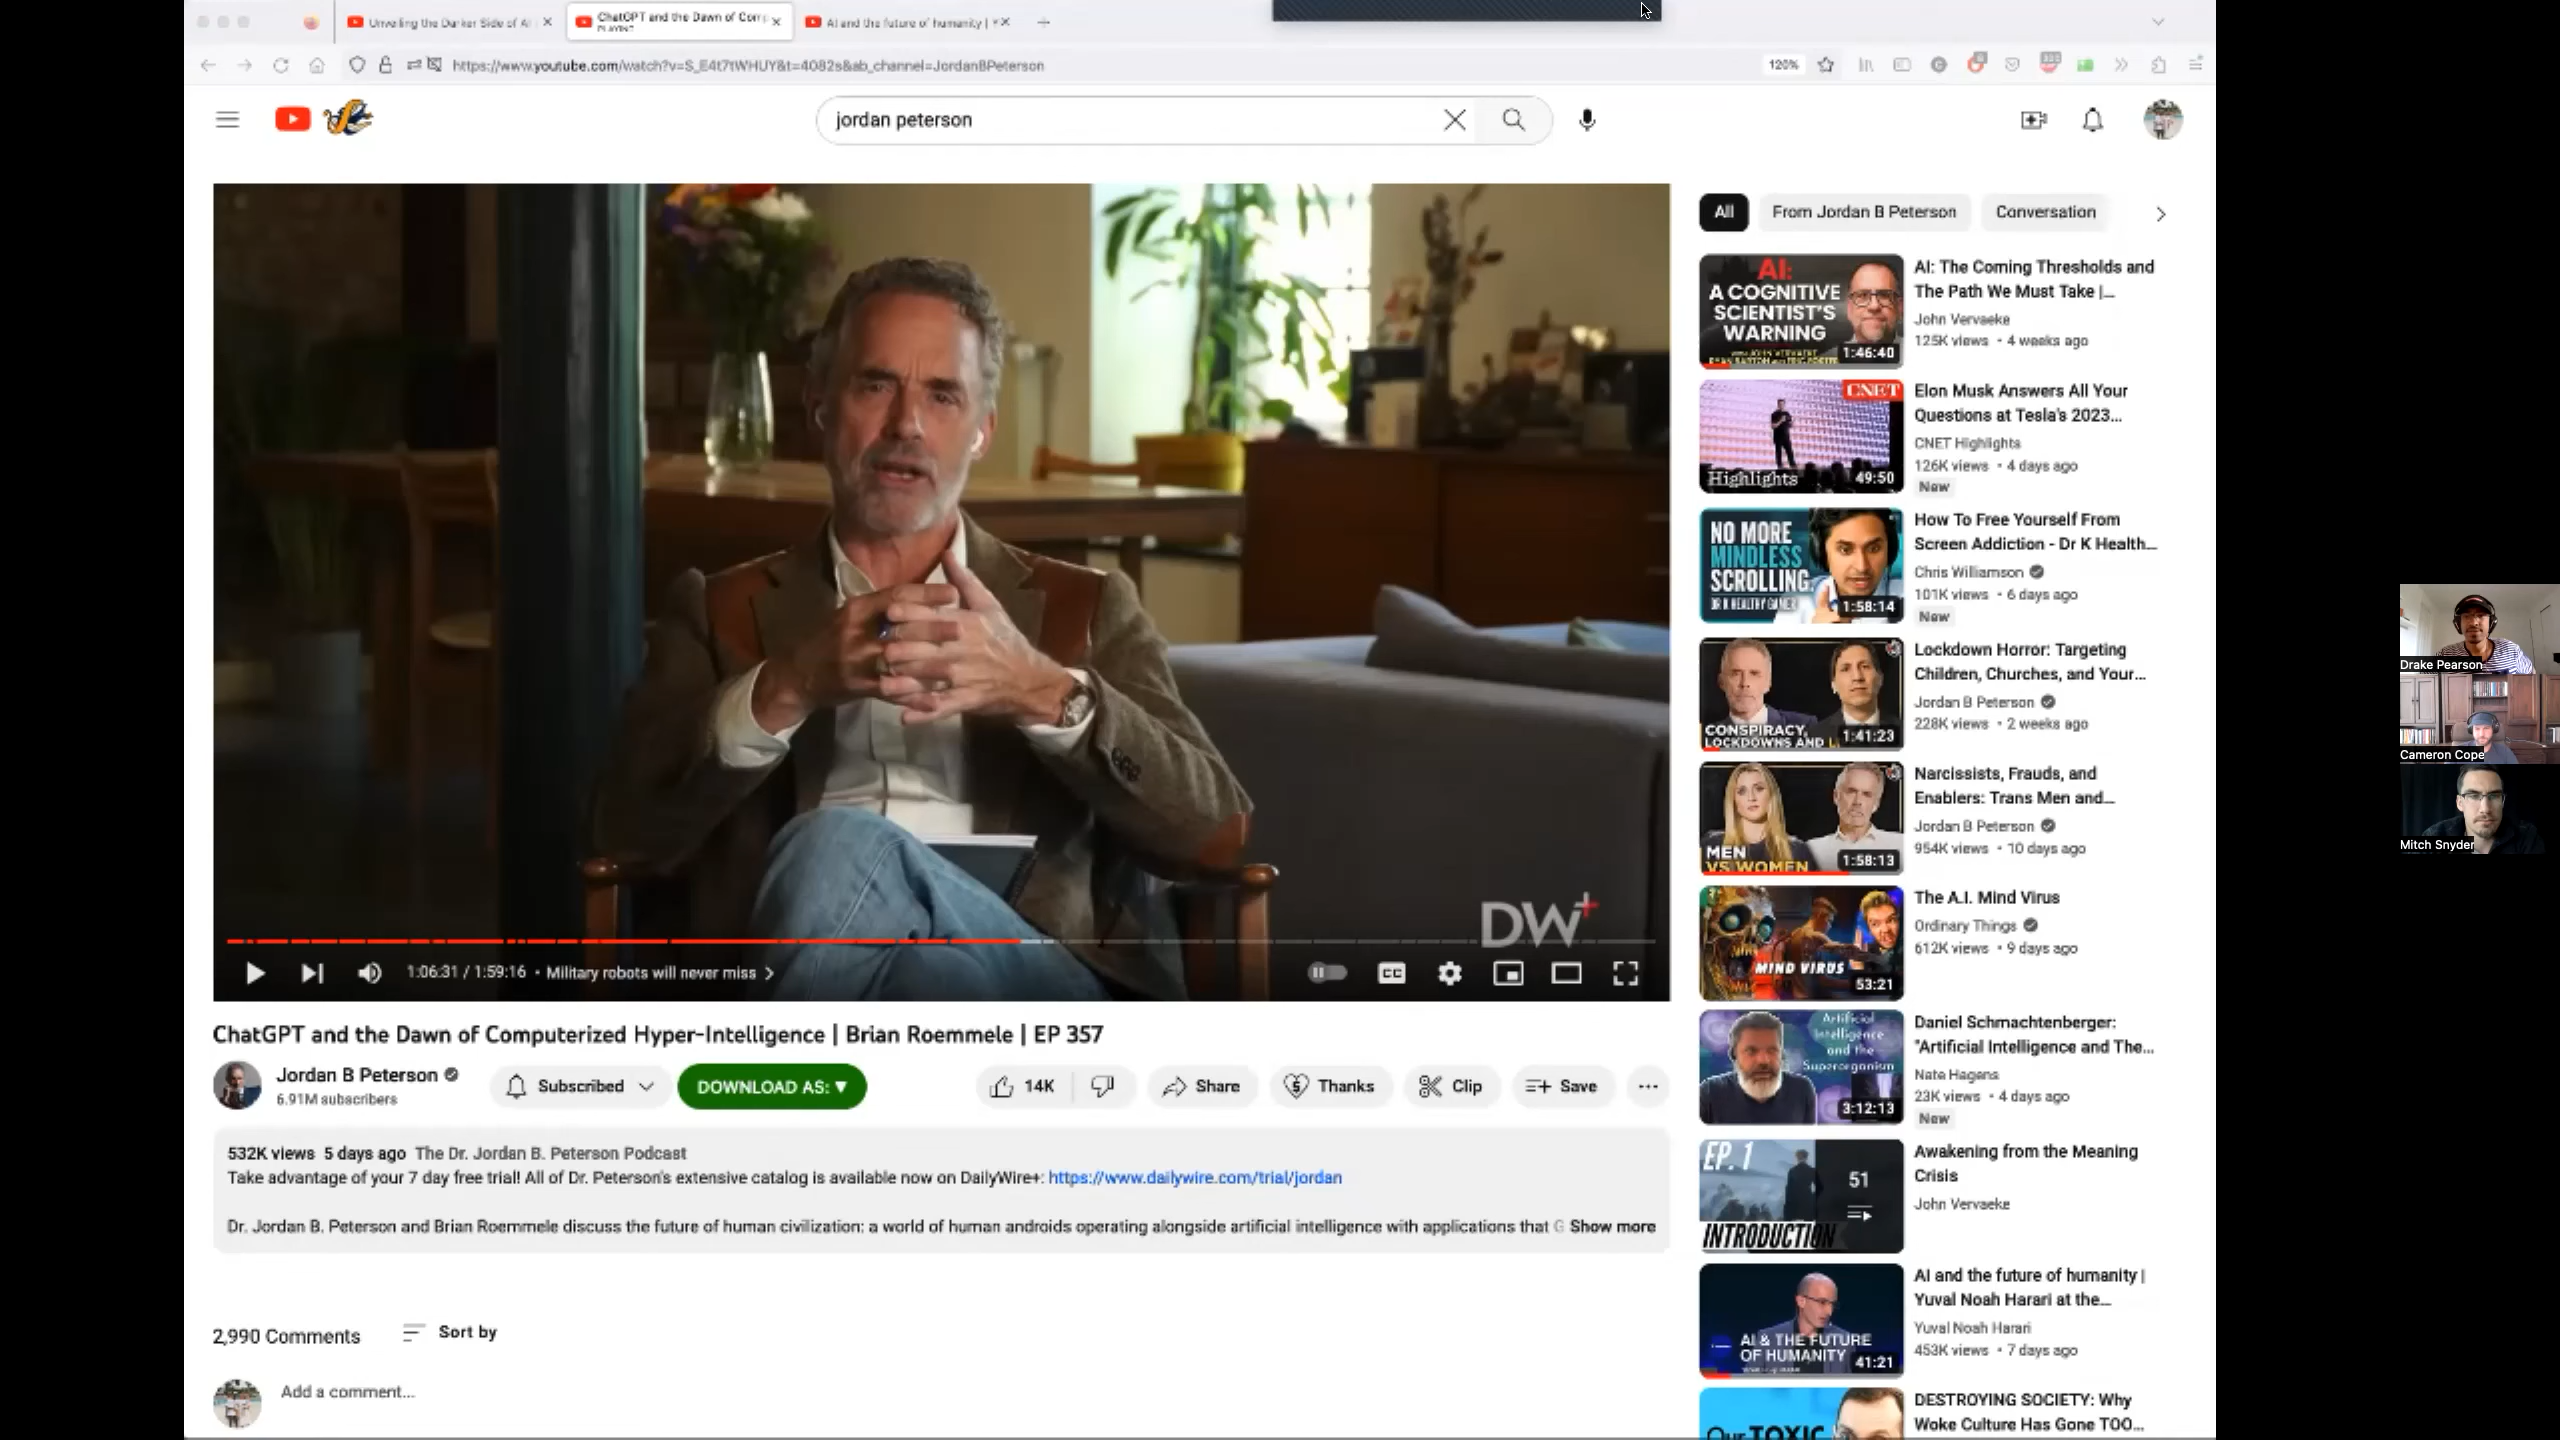 Unveiling the Darker Side of AI
ChatGPT and the Dawn of Com
PLAYING
AI and the future of humanity | Y
https://www.youtube.com/watch?v=S_E4t7tWHUY&t=4082s&ab_channel=JordanBPeterson
120%
jordan peterson
All
From Jordan B Peterson
Conversation
DW+
1:06:31 / 1:59:16 • Military robots will never miss >
CC
ChatGPT and the Dawn of Computerized Hyper-Intelligence | Brian Roemmele | EP 357
Jordan B Peterson
6.91M subscribers
Subscribed
DOWNLOAD AS: ▼
14K
Share
Thanks
Clip
Save
532K views 5 days ago The Dr. Jordan B. Peterson Podcast
Take advantage of your 7 day free trial! All of Dr. Peterson's extensive catalog is available now on DailyWire+: https://www.dailywire.com/trial/jordan
Dr. Jordan B. Peterson and Brian Roemmele discuss the future of human civilization: a world of human androids operating alongside artificial intelligence with applications that G Show more
2,990 Comments
Sort by
Add a comment...
AI:
A COGNITIVE
SCIENTIST'S
WARNING
1:46:40
AI: The Coming Thresholds and
The Path We Must Take |...
John Vervaeke
125K views • 4 weeks ago
CNET
Highlights
49:50
Elon Musk Answers All Your
Questions at Tesla's 2023...
CNET Highlights
126K views • 4 days ago
New
NO MORE
MINDLESS
SCROLLING.
DR K HEALTHY GAMER
1:58:14
How To Free Yourself From
Screen Addiction - Dr K Health...
Chris Williamson
101K views • 6 days ago
New
CONSPIRACY,
LOCKDOWNS AND L
1:41:23
Lockdown Horror: Targeting
Children, Churches, and Your...
Jordan B Peterson
228K views • 2 weeks ago
MEN
VS WOMEN
1:58:13
Narcissists, Frauds, and
Enablers: Trans Men and...
Jordan B Peterson
954K views • 10 days ago
MIND VIRUS
53:21
The A.I. Mind Virus
Ordinary Things
612K views • 9 days ago
Artificial
Intelligence
and the
Superorganism
3:12:13
Daniel Schmachtenberger:
"Artificial Intelligence and The...
Nate Hagens
23K views • 4 days ago
New
EP. 1
INTRODUCTION
51
Awakening from the Meaning
Crisis
John Vervaeke
AI & THE FUTURE
OF HUMANITY
41:21
AI and the future of humanity |
Yuval Noah Harari at the...
Yuval Noah Harari
453K views • 7 days ago
Our TOXIC
DESTROYING SOCIETY: Why
Woke Culture Has Gone TOO...
Drake Pearson
Cameron Cope
Mitch Snyder